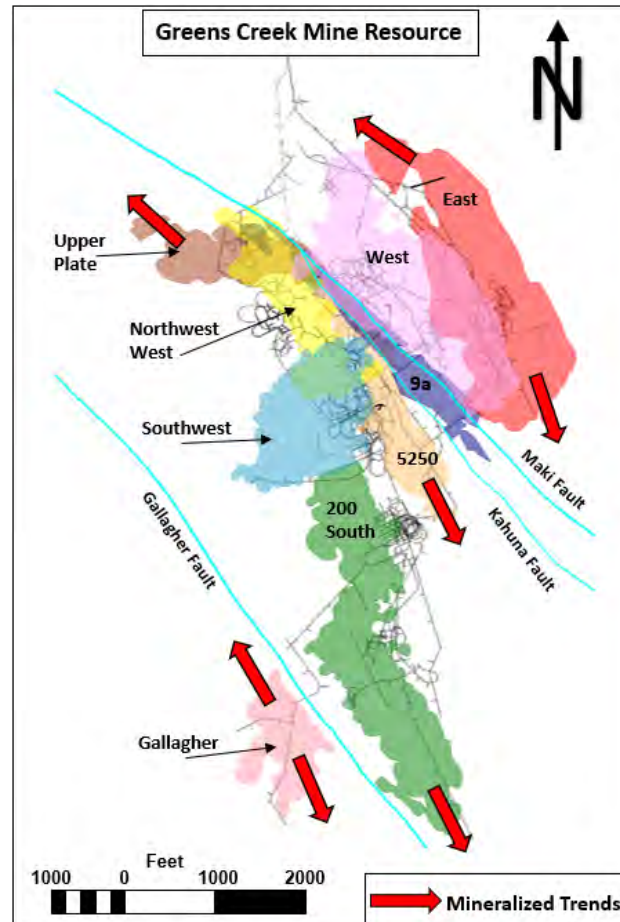 Greens Creek Mine Resource
N
East
West
Upper
Plate
Northwest
West
9a
Southwest
5250
Maki Fault
200
South
Kahuna Fault
Gallagher Fault
Gallagher
Feet
1000 0 1000 2000
Mineralized Trends